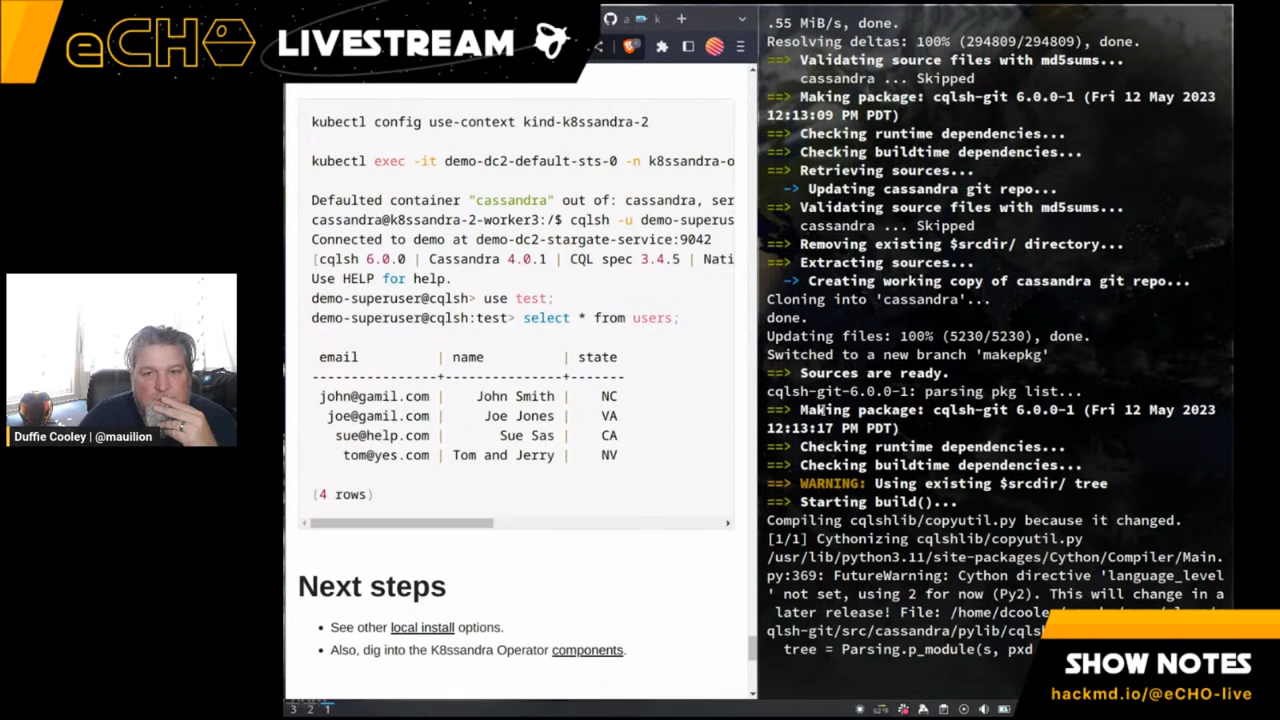 eCHO LIVESTREAM
a k
kubectl config use-context kind-k8ssandra-2
kubectl exec -it demo-dc2-default-sts-0 -n k8ssandra-o
Defaulted container "cassandra" out of: cassandra, ser
cassandra@k8ssandra-2-worker3:/$ cqlsh -u demo-superus
Connected to demo at demo-dc2-stargate-service:9042
[cqlsh 6.0.0 | Cassandra 4.0.1 | CQL spec 3.4.5 | Nati
Use HELP for help.
demo-superuser@cqlsh> use test;
demo-superuser@cqlsh:test> select * from users;
email | name | state
----------------+---------------+-------
john@gamil.com | John Smith | NC
joe@gamil.com | Joe Jones | VA
sue@help.com | Sue Sas | CA
tom@yes.com | Tom and Jerry | NV
(4 rows)
Next steps
See other local install options.
Also, dig into the K8ssandra Operator components.
3 2 1
.55 MiB/s, done.
Resolving deltas: 100% (294809/294809), done.
==> Validating source files with md5sums...
cassandra ... Skipped
==> Making package: cqlsh-git 6.0.0-1 (Fri 12 May 2023
12:13:09 PM PDT)
==> Checking runtime dependencies...
==> Checking buildtime dependencies...
==> Retrieving sources...
-> Updating cassandra git repo...
==> Validating source files with md5sums...
cassandra ... Skipped
==> Removing existing $srcdir/ directory...
==> Extracting sources...
-> Creating working copy of cassandra git repo...
Cloning into 'cassandra'...
done.
Updating files: 100% (5230/5230), done.
Switched to a new branch 'makepkg'
==> Sources are ready.
cqlsh-git-6.0.0-1: parsing pkg list...
==> Making package: cqlsh-git 6.0.0-1 (Fri 12 May 2023
12:13:17 PM PDT)
==> Checking runtime dependencies...
==> Checking buildtime dependencies...
==> WARNING: Using existing $srcdir/ tree
==> Starting build()...
Compiling cqlshlib/copyutil.py because it changed.
[1/1] Cythonizing cqlshlib/copyutil.py
/usr/lib/python3.11/site-packages/Cython/Compiler/Main.
py:369: FutureWarning: Cython directive 'language_level
' not set, using 2 for now (Py2). This will change in a
later release! File: /home/dcoole
qlsh-git/src/cassandra/pylib/cqls
tree = Parsing.p_module(s, pxd
Duffie Cooley | @mauilion
SHOW NOTES
hackmd.io/@eCHO-live